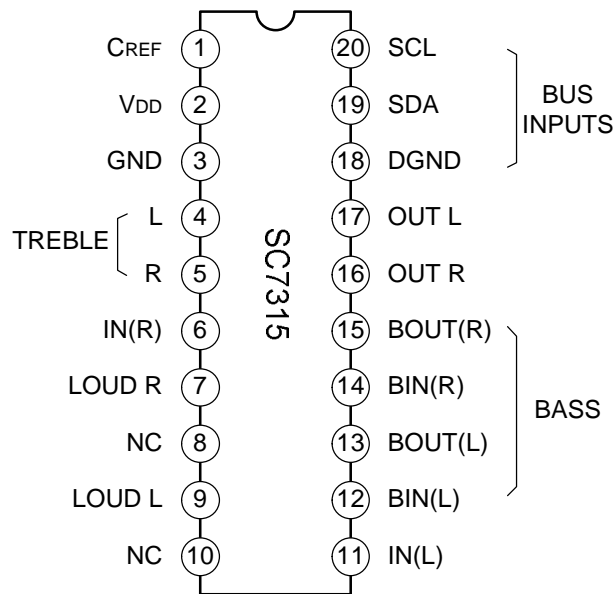 CREF 1 20 SCL
VDD 2 19 SDA
GND 3 18 DGND
BUS
INPUTS
L 4 17 OUT L
TREBLE
R 5 16 OUT R
SC7315
IN(R) 6 15 BOUT(R)
LOUD R 7 14 BIN(R)
BASS
NC 8 13 BOUT(L)
LOUD L 9 12 BIN(L)
NC 10 11 IN(L)